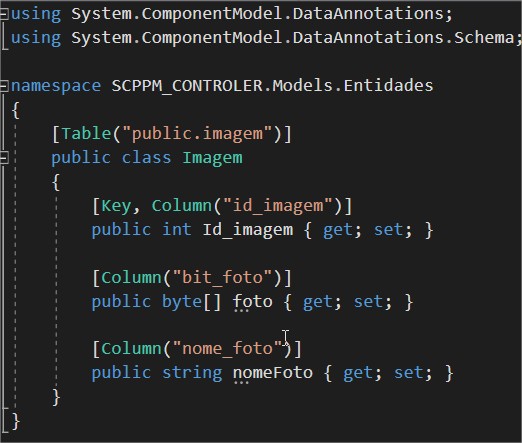 using System.ComponentModel.DataAnnotations;
using System.ComponentModel.DataAnnotations.Schema;
namespace SCPPM_CONTROLER.Models.Entidades
{
[Table("public.imagem")]
public class Imagem
{
[Key, Column("id_imagem")]
public int Id_imagem { get; set; }
[Column("bit_foto")]
public byte[] foto { get; set; }
[Column("nome_foto")]
public string nomeFoto { get; set; }
}
}